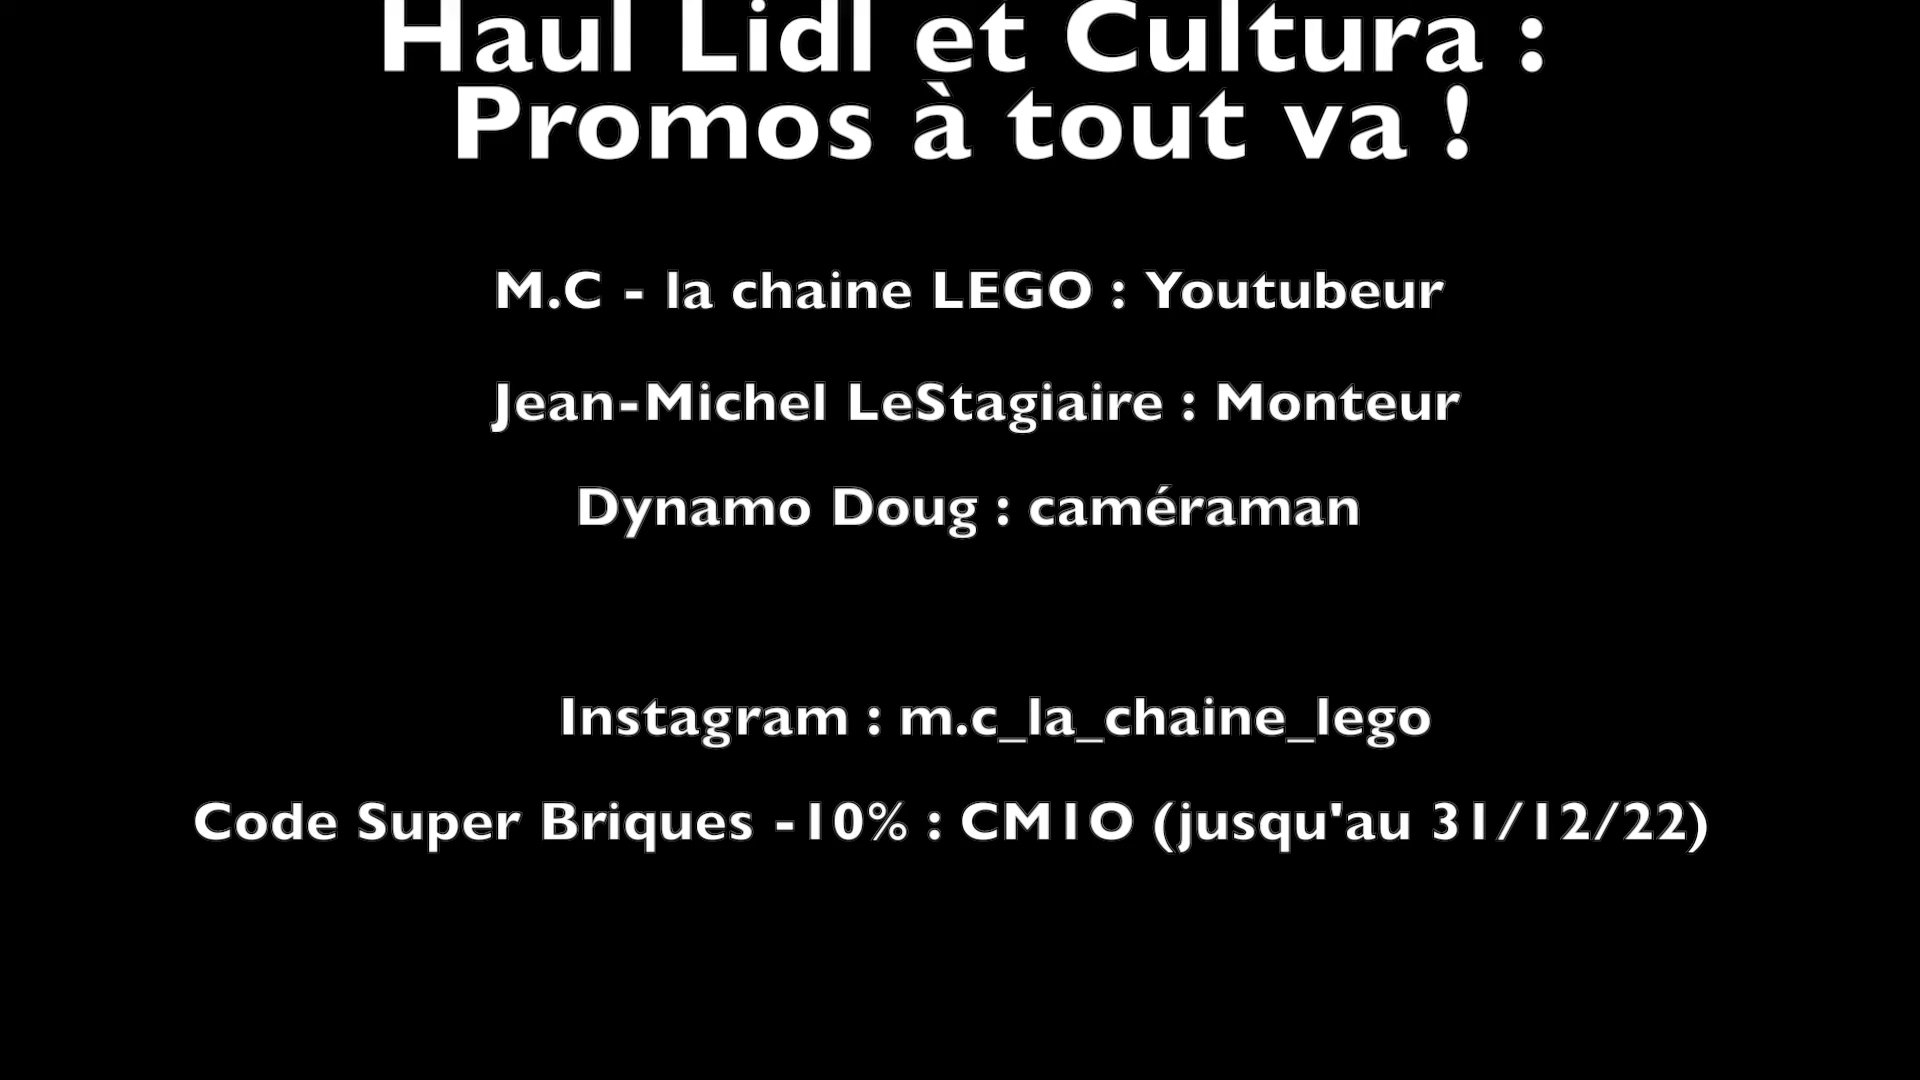 Haul Lidl et Cultura :
Promos à tout va !
M.C - la chaine LEGO : Youtubeur
Jean-Michel LeStagiaire : Monteur
Dynamo Doug : caméraman
Instagram : m.c_la_chaine_lego
Code Super Briques -10% : CM1O (jusqu'au 31/12/22)